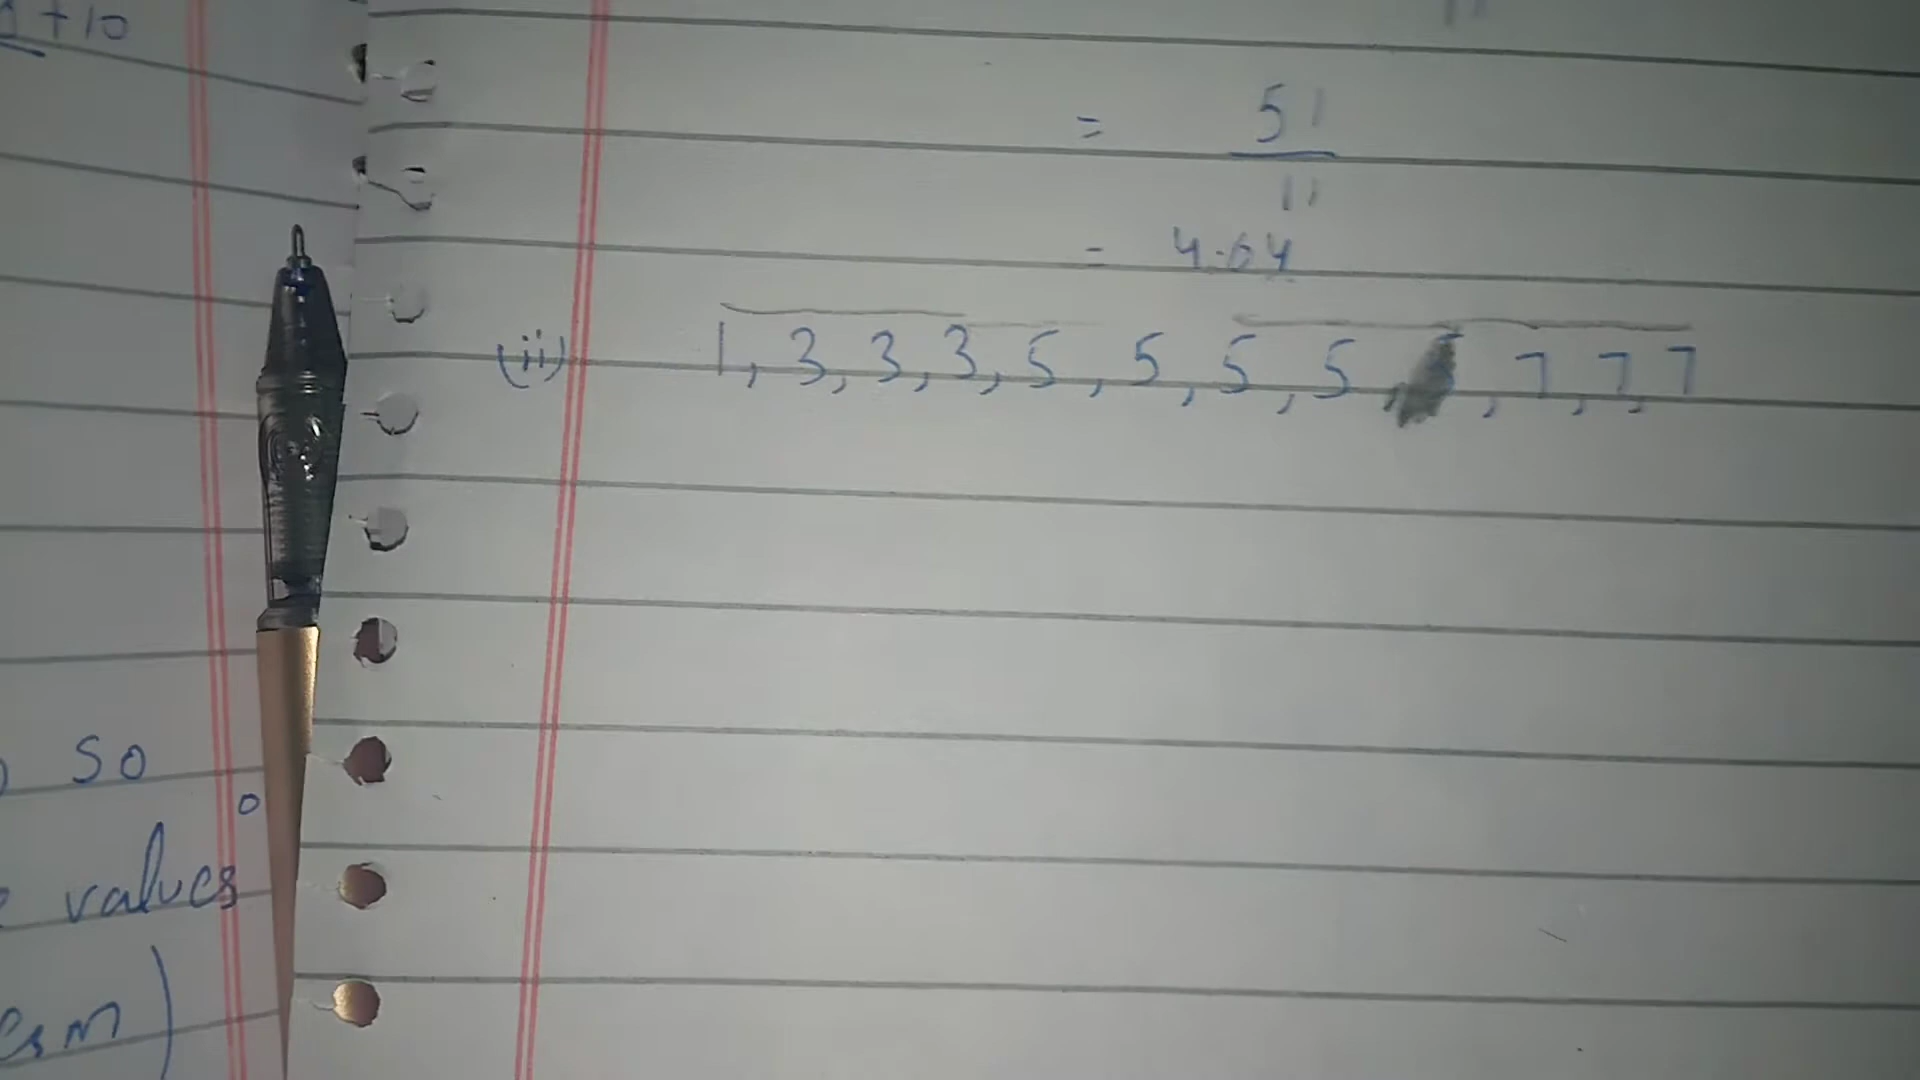 +10
= 51
11
= 4.64
(ii) 1, 3, 3, 3, 5, 5, 5, 5, , 7, 7, 7
so
values